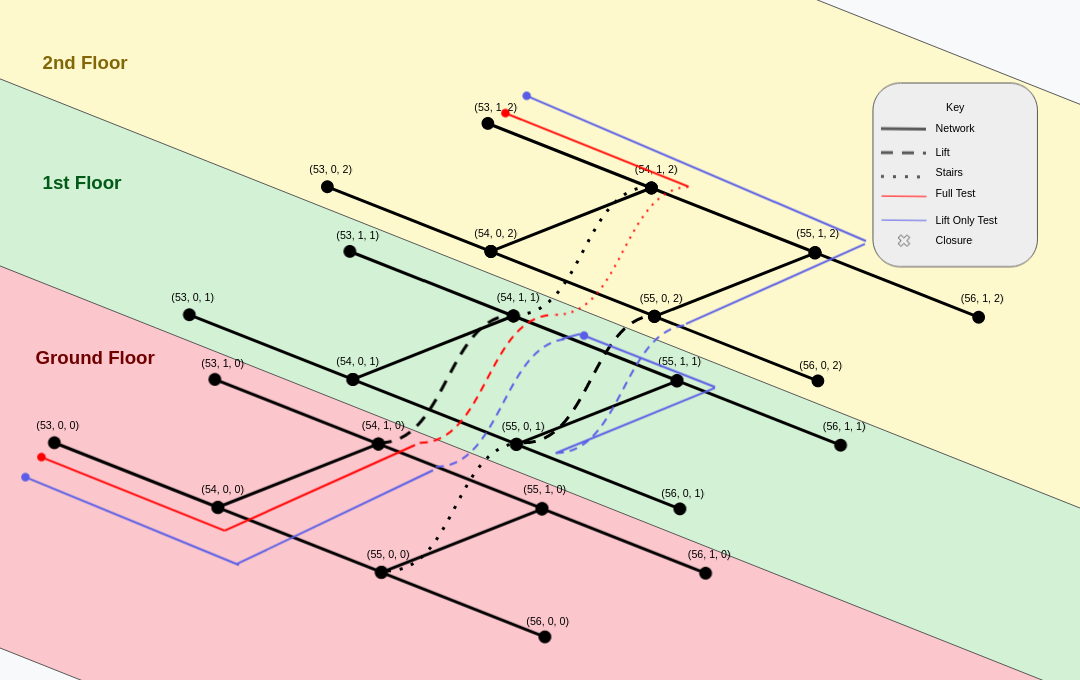 2nd Floor
1st Floor
Ground Floor
Key
Network
Lift
Stairs
Full Test
Lift Only Test
Closure
(53, 1, 2)
(53, 0, 2)
(54, 1, 2)
(54, 0, 2)
(55, 1, 2)
(55, 0, 2)
(56, 1, 2)
(56, 0, 2)
(53, 1, 1)
(53, 0, 1)
(54, 1, 1)
(54, 0, 1)
(55, 1, 1)
(55, 0, 1)
(56, 1, 1)
(56, 0, 1)
(53, 1, 0)
(53, 0, 0)
(54, 1, 0)
(54, 0, 0)
(55, 1, 0)
(55, 0, 0)
(56, 1, 0)
(56, 0, 0)